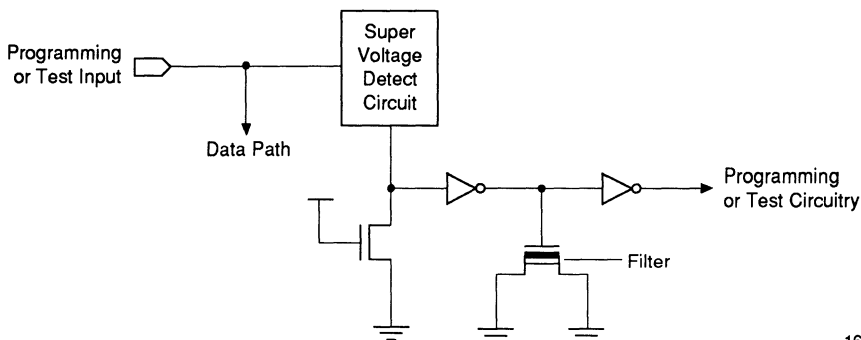 Super
Voltage
Detect
Circuit
Programming
or Test Input
Data Path
Programming
or Test Circuitry
Filter